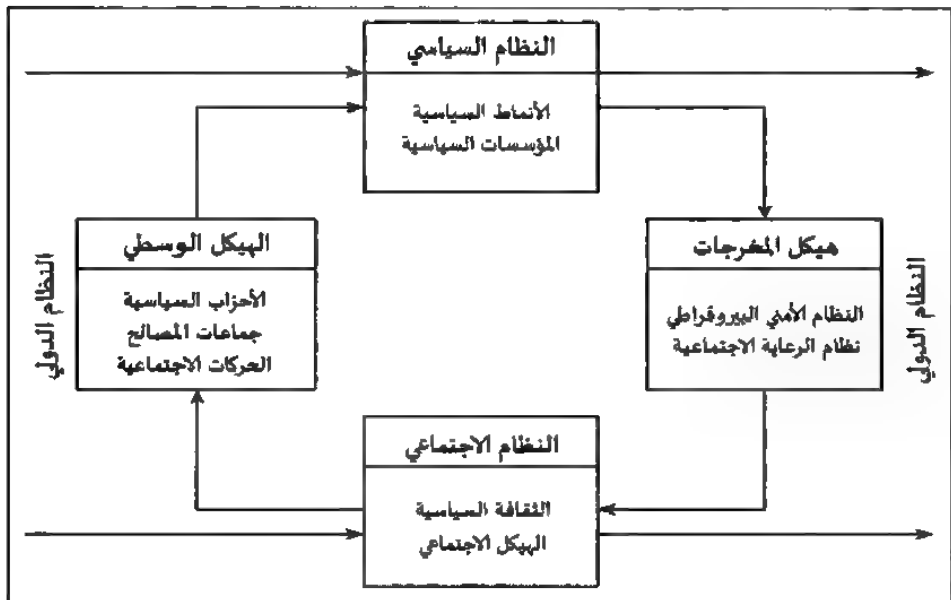 النظام السياسي
الأنماط السياسية
المؤسسات السياسية
هيكل المخرجات
النظام الأمني البيروقراطي
نظام الرعاية الاجتماعية
الهيكل الوسطي
الأحزاب السياسية
جماعات المصالح
الحركات الاجتماعية
النظام الدولي
النظام الدولي
النظام الاجتماعي
الثقافة السياسية
الهيكل الاجتماعي